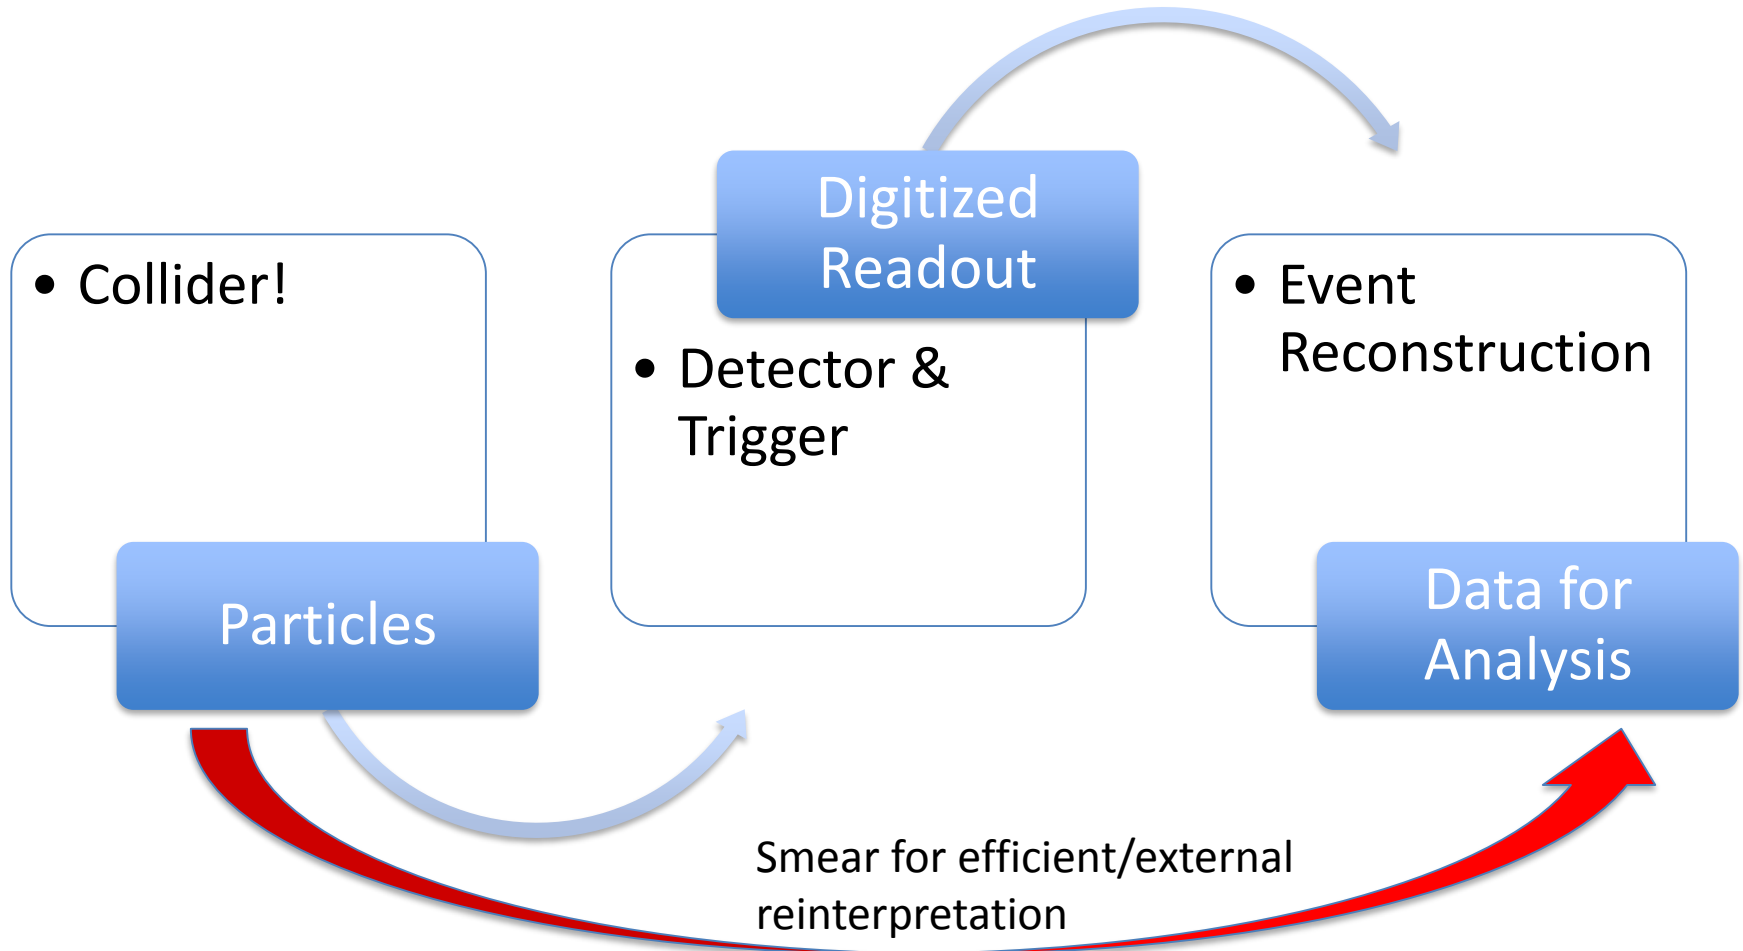 • Collider!
Particles
Digitized
Readout
• Detector &
Trigger
• Event
Reconstruction
Data for
Analysis
Smear for efficient/external
reinterpretation